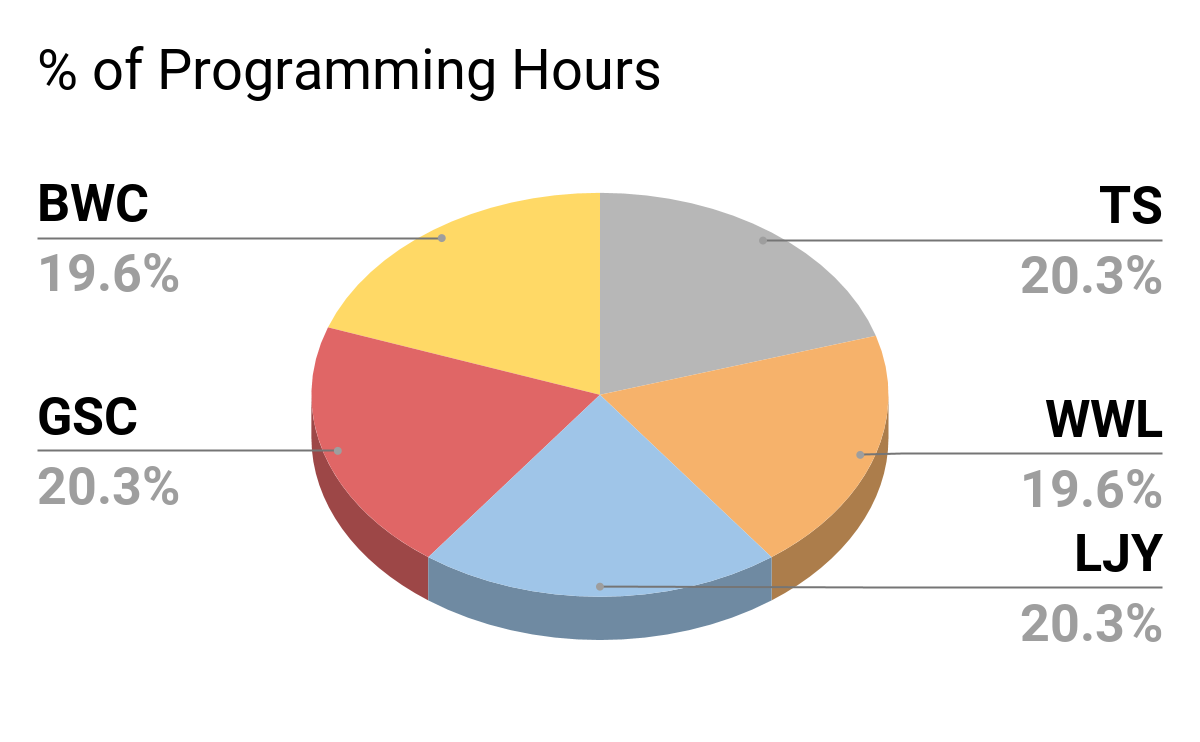 % of Programming Hours
BWC
19.6%
TS
20.3%
GSC
20.3%
WWL
19.6%
LJY
20.3%